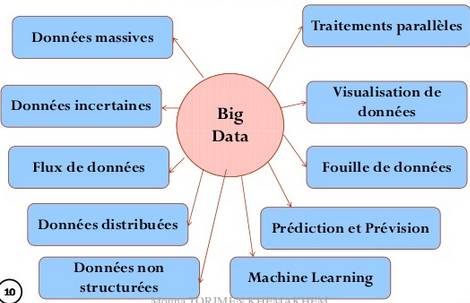 Données massives
Traitements parallèles
Données incertaines
Big
Data
Visualisation de
données
Flux de données
Fouille de données
Données distribuées
Prédiction et Prévision
Données non
structurées
Machine Learning
10
KHEMAKHEM